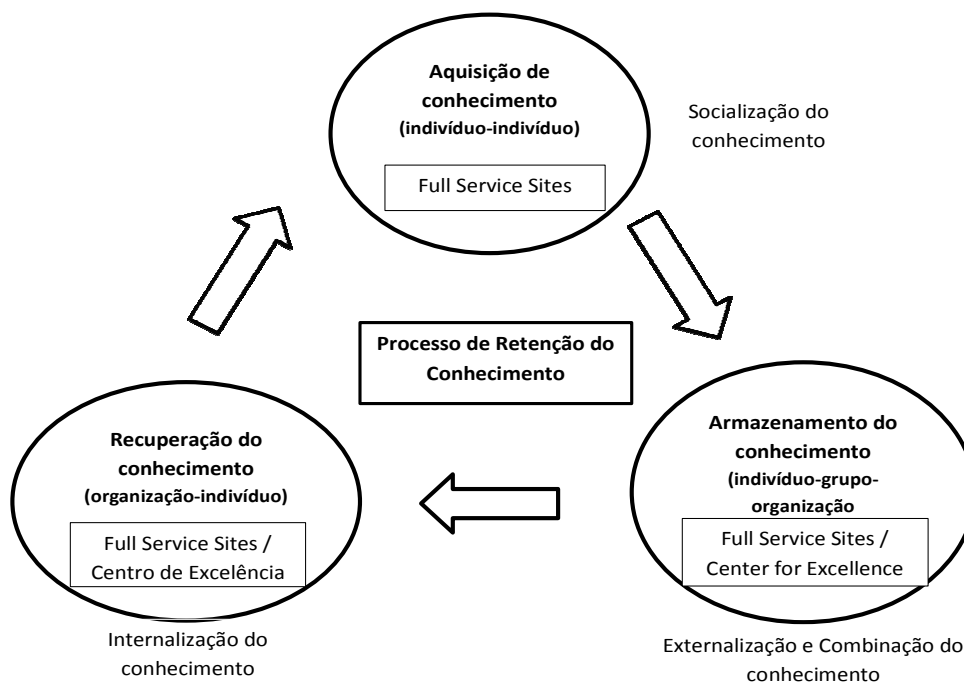 Aquisição de
conhecimento
(indivíduo-indivíduo)
Full Service Sites
Socialização do
conhecimento
Processo de Retenção do
Conhecimento
Recuperação do
conhecimento
(organização-indivíduo)
Full Service Sites /
Centro de Excelência
Internalização do
conhecimento
Armazenamento do
conhecimento
(indivíduo-grupo-
organização
Full Service Sites /
Center for Excellence
Externalização e Combinação do
conhecimento